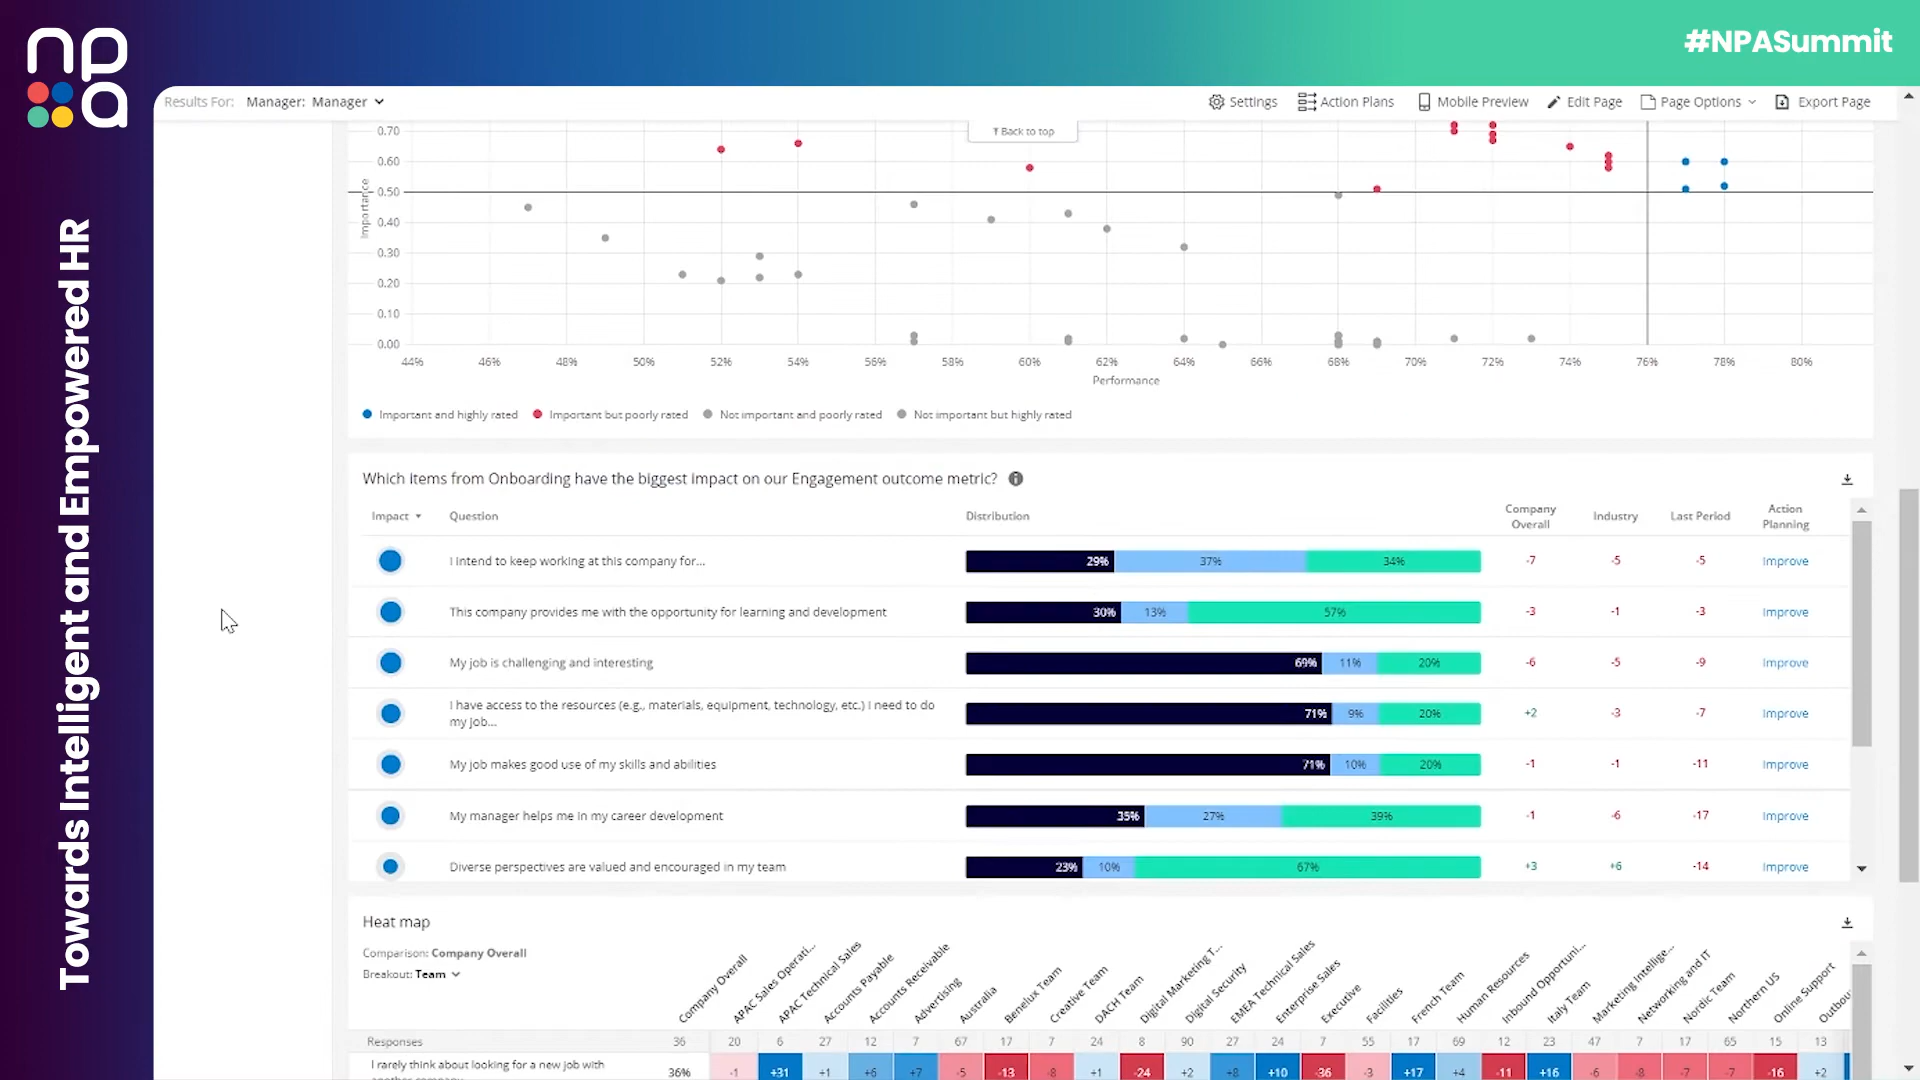 npa
#NPASummit
Towards Intelligent and Empowered HR
Results For: Manager: Manager
Settings
Action Plans
Mobile Preview
Edit Page
Page Options
Export Page
Back to top
Importance
0.70
0.60
0.50
0.40
0.30
0.20
0.10
0.00
44% 46% 48% 50% 52% 54% 56% 58% 60% 62% 64% 66% 68% 70% 72% 74% 76% 78% 80%
Performance
Important and highly rated Important but poorly rated Not important and poorly rated Not important but highly rated
Which items from Onboarding have the biggest impact on our Engagement outcome metric?
Impact Question Distribution Company Overall Industry Last Period Action Planning
I intend to keep working at this company for... 29% 37% 34% -7 -5 -5 Improve
This company provides me with the opportunity for learning and development 30% 13% 57% -3 -1 -3 Improve
My job is challenging and interesting 69% 11% 20% -6 -5 -9 Improve
I have access to the resources (e.g., materials, equipment, technology, etc.) I need to do
my job... 71% 9% 20% +2 -3 -7 Improve
My job makes good use of my skills and abilities 71% 10% 20% -1 -1 -11 Improve
My manager helps me in my career development 35% 27% 39% -1 -6 -17 Improve
Diverse perspectives are valued and encouraged in my team 23% 10% 67% +3 +6 -14 Improve
Heat map
Comparison: Company Overall
Breakout: Team
Company Overall
APAC Sales Operati...
APAC Technical Sales
Accounts Payable
Accounts Receivable
Advertising
Australia
Benelux Team
Creative Team
DACH Team
Digital Marketing T...
Digital Security
EMEA Technical Sales
Enterprise Sales
Executive
Facilities
French Team
Human Resources
Inbound Opportuni...
Italy Team
Marketing Intellige...
Networking and IT
Nordic Team
Northern US
Online Support
Outbou
Responses 36 20 6 27 12 7 67 17 7 24 8 90 27 24 7 55 17 69 12 23 47 7 17 65 15 13
I rarely think about looking for a new job with
36% -1 +31 +1 +6 +7 -5 -13 -8 +1 -24 +2 +8 +10 -36 -3 +17 +4 -11 +16 -6 -8 -7 -7 -16 +2